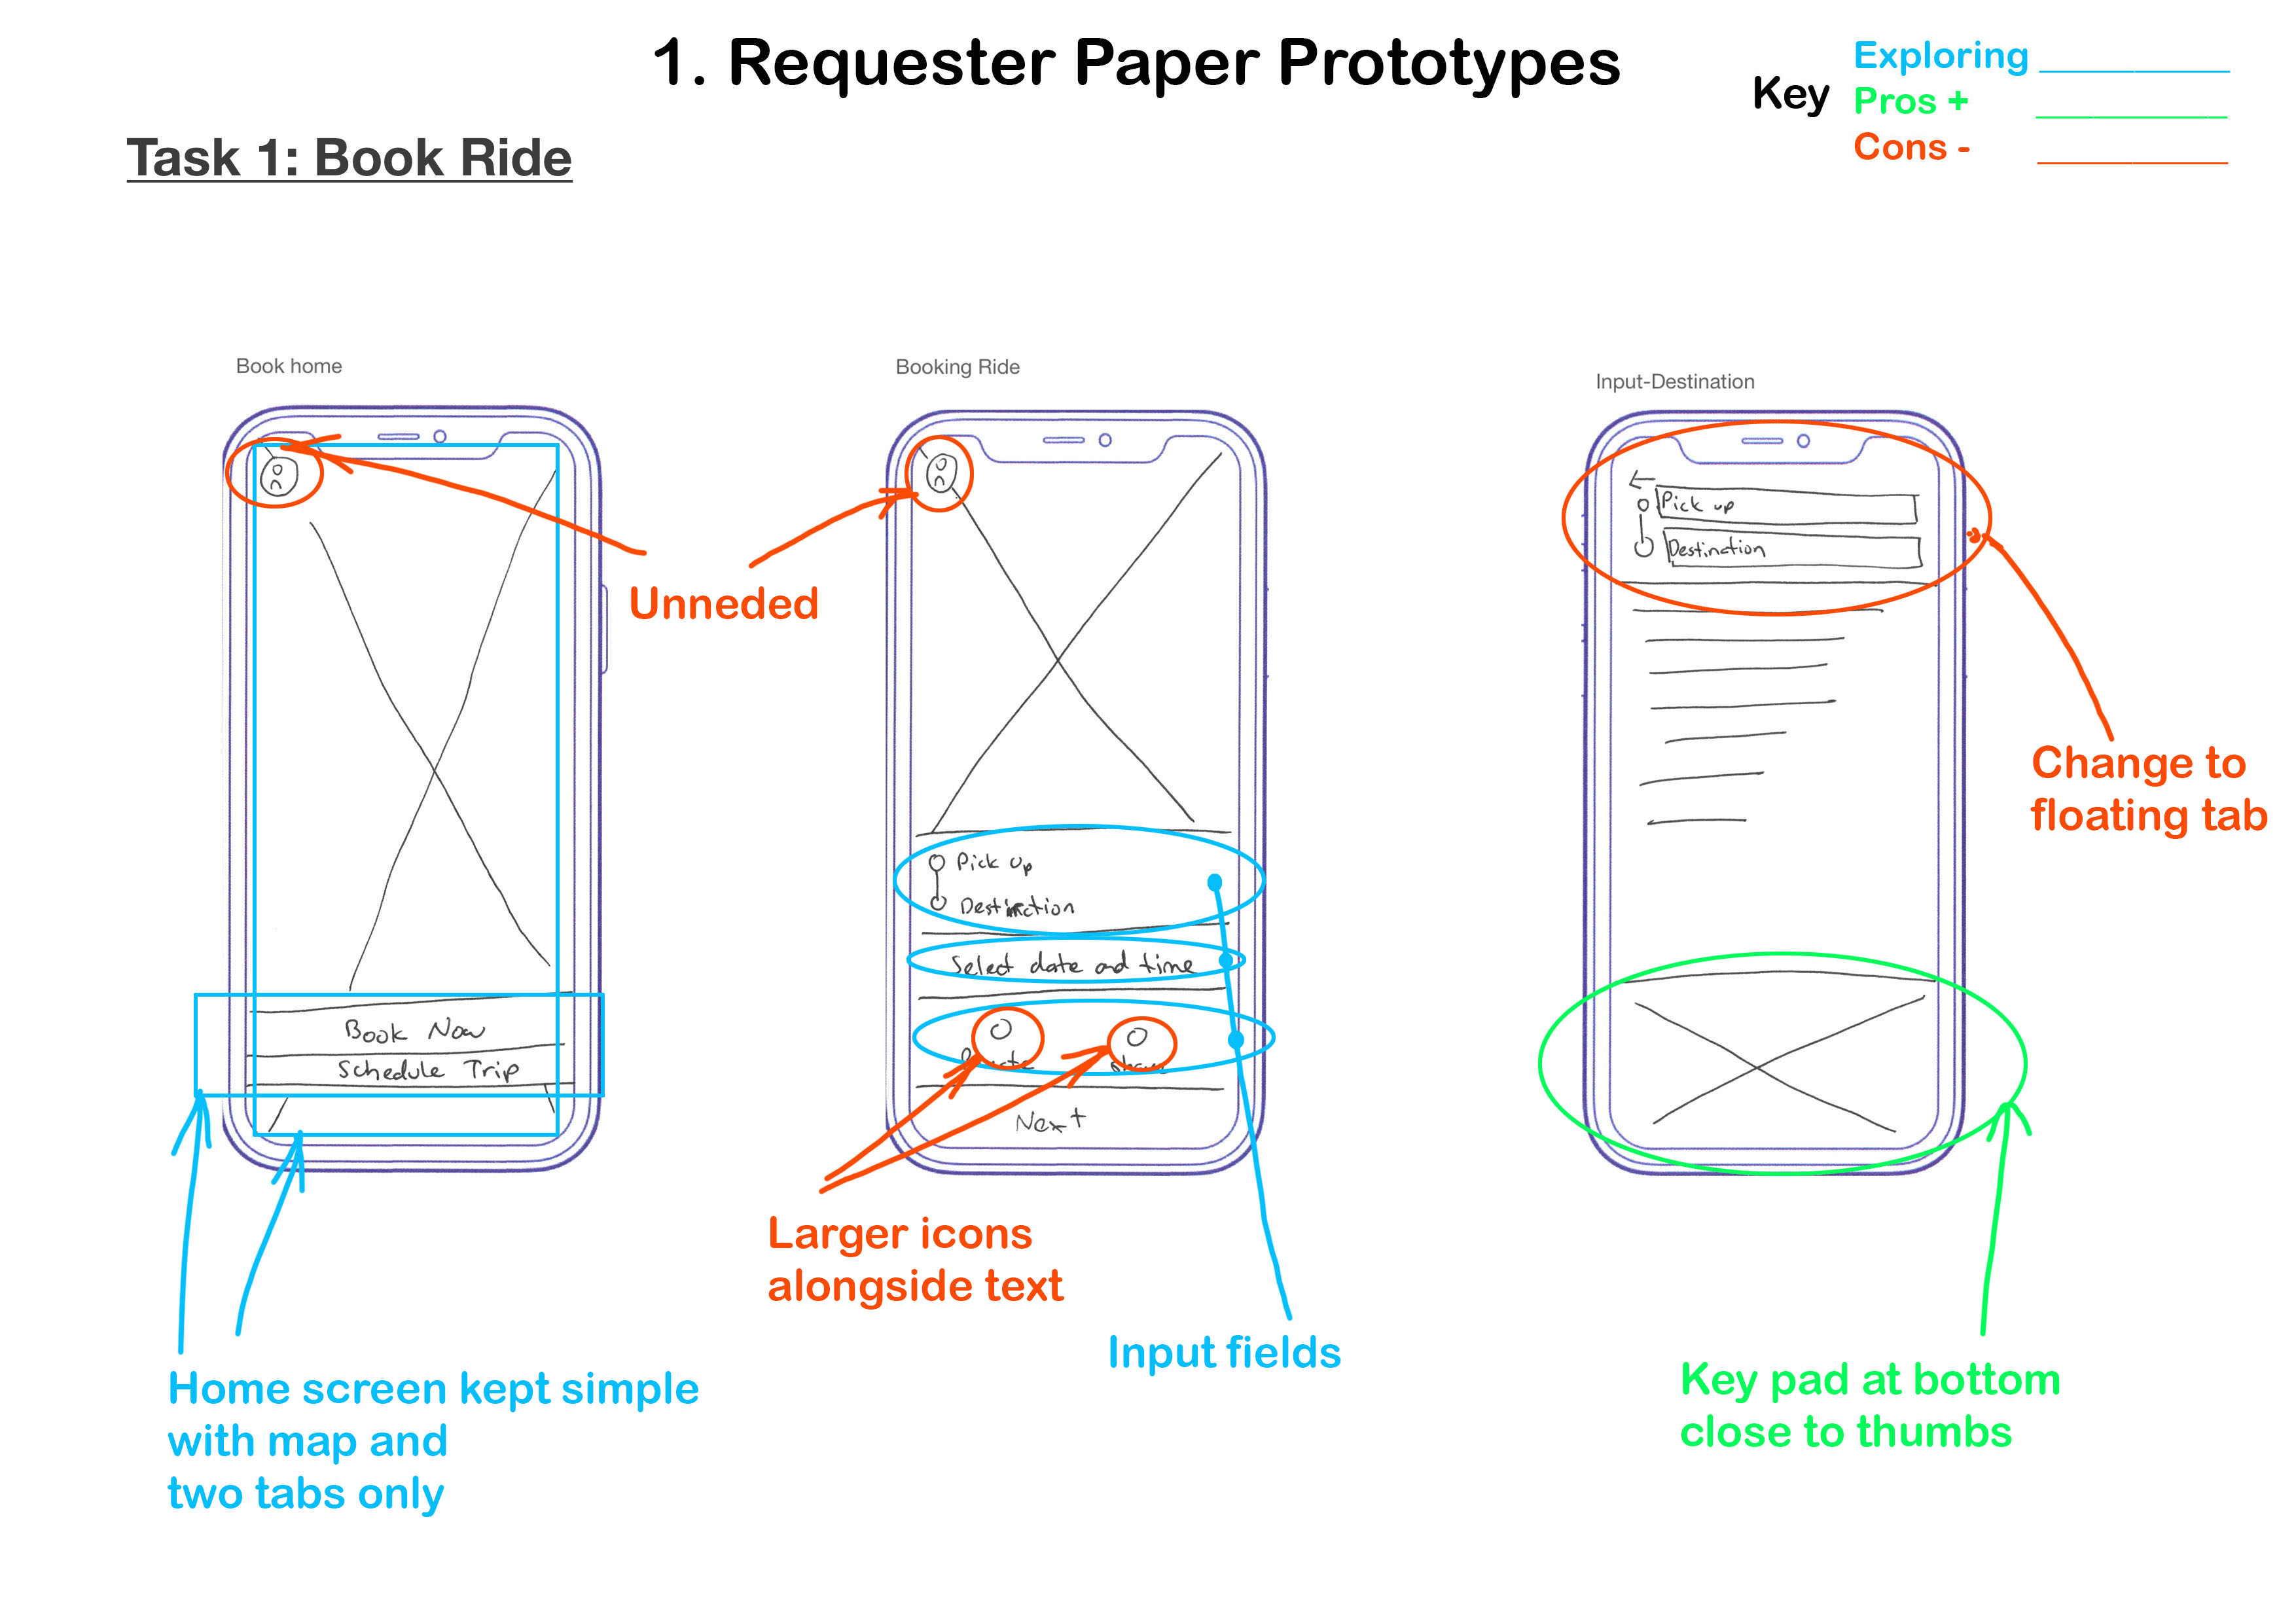 1. Requester Paper Prototypes
Key
Exploring
Pros +
Cons -
Task 1: Book Ride
Book home
Book Now
Schedule Trip
Unneded
Home screen kept simple
with map and
two tabs only
Booking Ride
Pick up
Destination
Select date and time
Next
Larger icons
alongside text
Input fields
Input-Destination
Pick up
Destination
Change to
floating tab
Key pad at bottom
close to thumbs